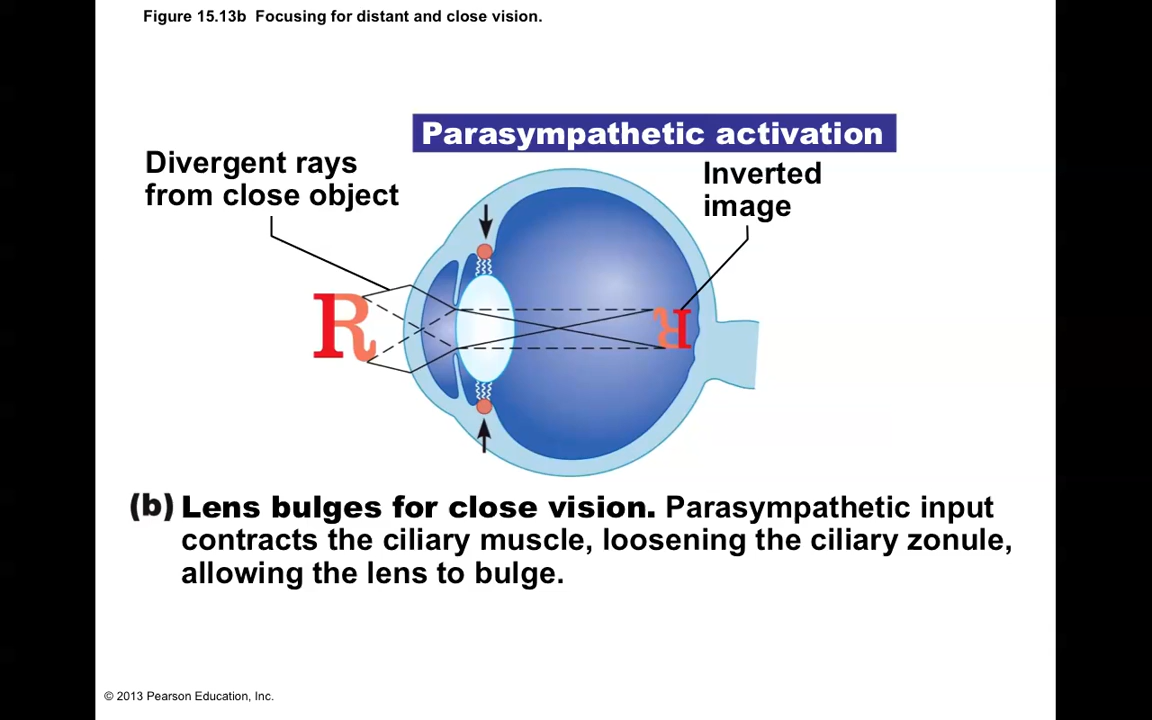 Figure 15.13b Focusing for distant and close vision.
Parasympathetic activation
Divergent rays
from close object
Inverted
image
R
R
(b) Lens bulges for close vision. Parasympathetic input
contracts the ciliary muscle, loosening the ciliary zonule,
allowing the lens to bulge.
© 2013 Pearson Education, Inc.